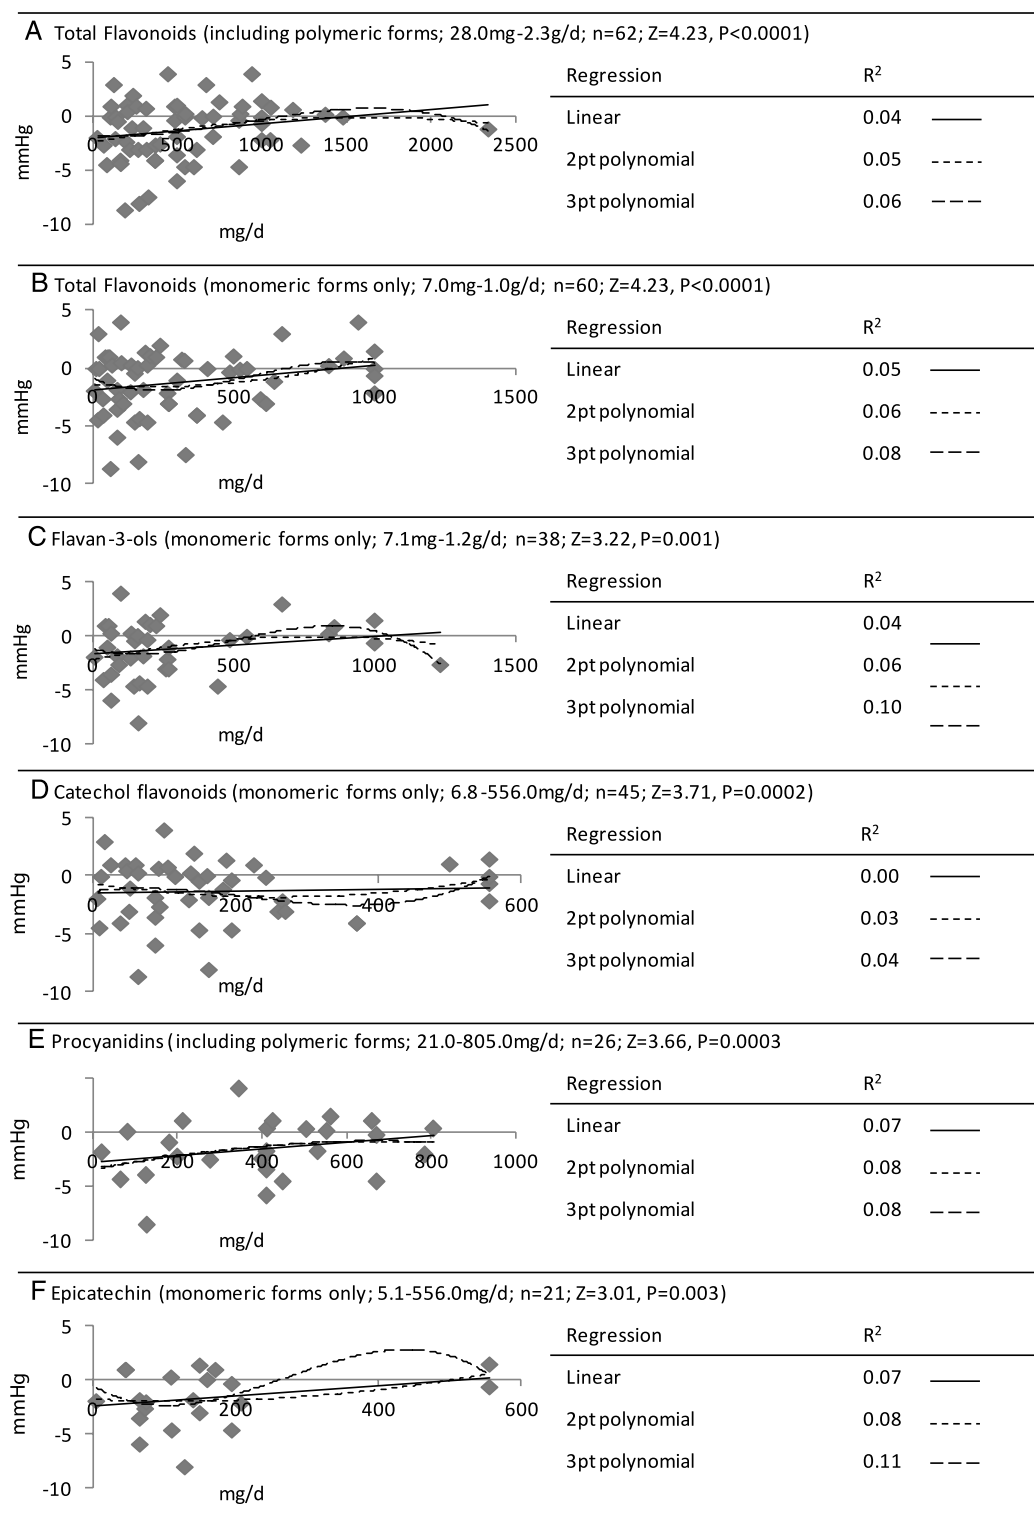 A Total Flavonoids (including polymeric forms; 28.0mg-2.3g/d; n=62; Z=4.23, P<0.0001)
5
0
-5
-10
mmHg
0 500 1000 1500 2000 2500
mg/d
Regression R2
Linear 0.04
2pt polynomial 0.05
3pt polynomial 0.06
B Total Flavonoids (monomeric forms only; 7.0mg-1.0g/d; n=60; Z=4.23, P<0.0001)
5
0
-5
-10
mmHg
0 500 1000 1500
mg/d
Regression R2
Linear 0.05
2pt polynomial 0.06
3pt polynomial 0.08
C Flavan-3-ols (monomeric forms only; 7.1mg-1.2g/d; n=38; Z=3.22, P=0.001)
5
0
-5
-10
mmHg
0 500 1000 1500
mg/d
Regression R2
Linear 0.04
2pt polynomial 0.06
3pt polynomial 0.10
D Catechol flavonoids (monomeric forms only; 6.8-556.0mg/d; n=45; Z=3.71, P=0.0002)
5
0
-5
-10
mmHg
0 200 400 600
mg/d
Regression R2
Linear 0.00
2pt polynomial 0.03
3pt polynomial 0.04
E Procyanidins (including polymeric forms; 21.0-805.0mg/d; n=26; Z=3.66, P=0.0003
0
-5
-10
mmHg
0 200 400 600 800 1000
mg/d
Regression R2
Linear 0.07
2pt polynomial 0.08
3pt polynomial 0.08
F Epicatechin (monomeric forms only; 5.1-556.0mg/d; n=21; Z=3.01, P=0.003)
5
0
-5
-10
mmHg
0 200 400 600
mg/d
Regression R2
Linear 0.07
2pt polynomial 0.08
3pt polynomial 0.11